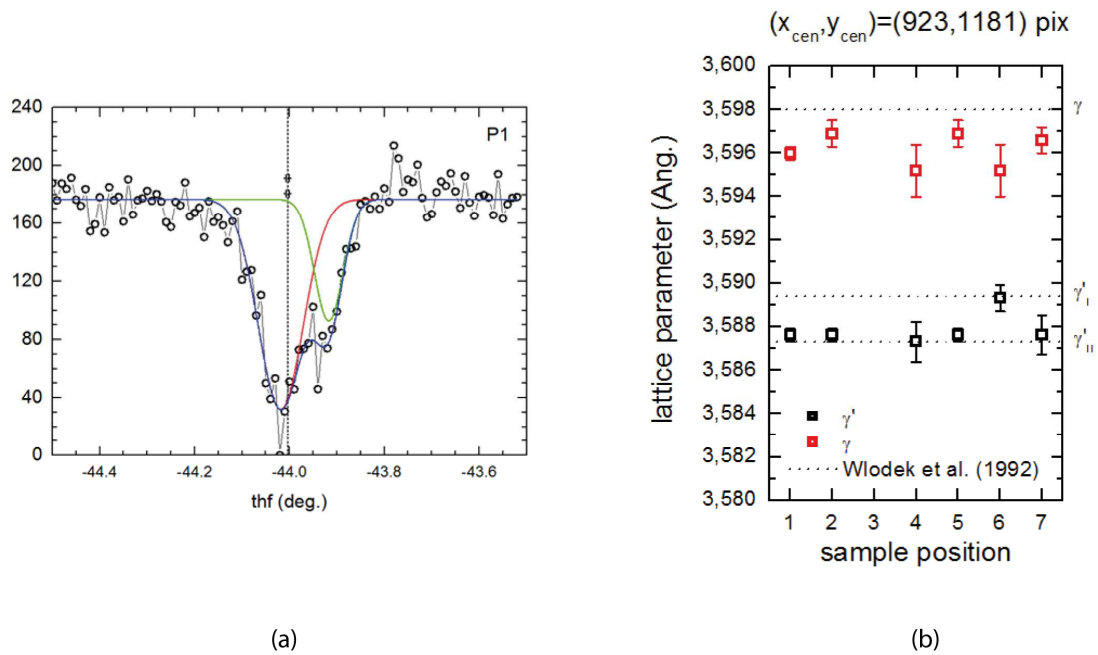 240
200
160
120
80
40
0
P1
-44.4 -44.2 -44.0 -43.8 -43.6
thf (deg.)
(a)
(x_cen,y_cen)=(923,1181) pix
3,600
3,598
3,596
3,594
3,592
3,590
3,588
3,586
3,584
3,582
3,580
lattice parameter (Ang.)
γ
γ'_I
γ'_II
γ'
γ
Wlodek et al. (1992)
1 2 3 4 5 6 7
sample position
(b)